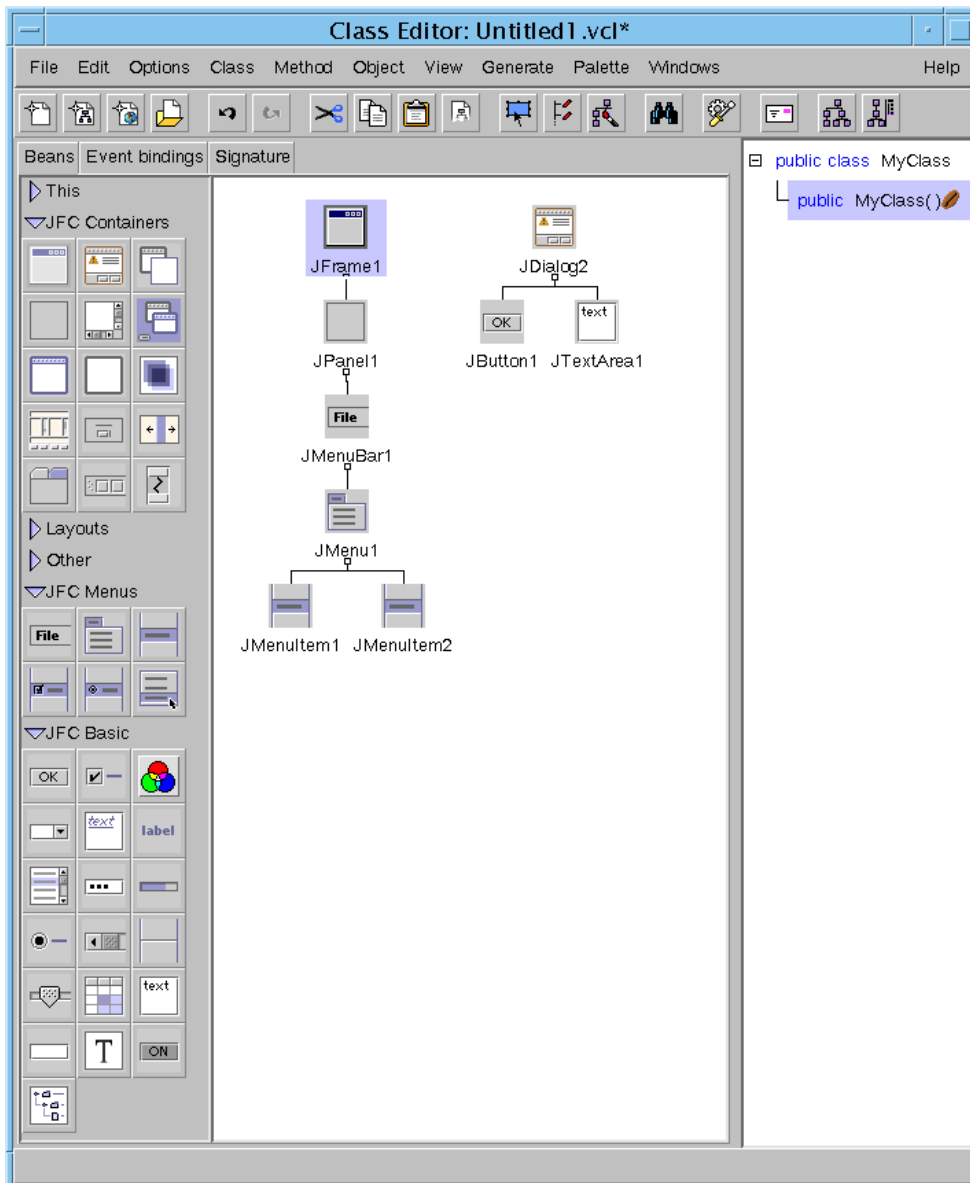 Class Editor: Untitled1.vcl*
File Edit Options Class Method Object View Generate Palette Windows Help
Beans Event bindings Signature
public class MyClass
public MyClass()
This
JFC Containers
JFrame1 JDialog2
OK text
JPanel1 JButton1 JTextArea1
File
JMenuBar1
Layouts
JMenu1
Other
JFC Menus
File
JMenuItem1 JMenuItem2
JFC Basic
OK
text label
text
T ON